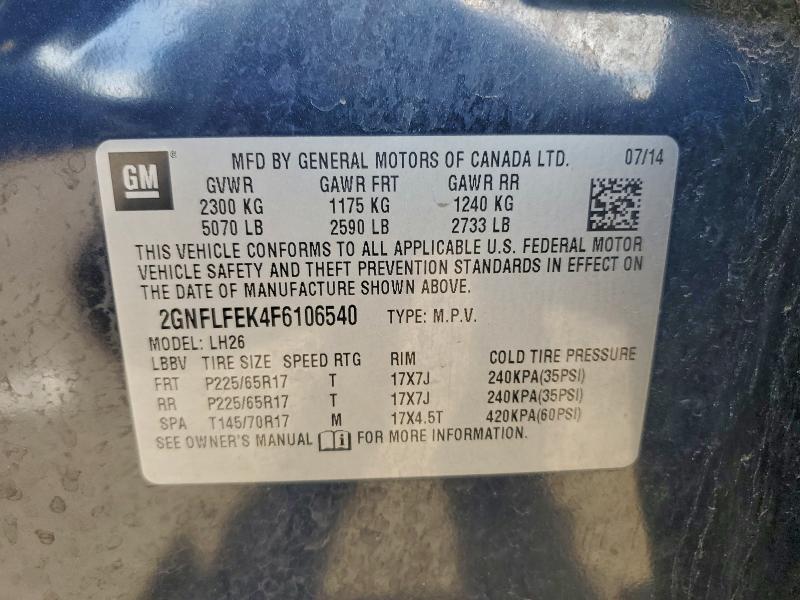 GM ® MFD BY GENERAL MOTORS OF CANADA LTD. 07/14
GVWR GAWR FRT GAWR RR
2300 KG 1175 KG 1240 KG
5070 LB 2590 LB 2733 LB
THIS VEHICLE CONFORMS TO ALL APPLICABLE U.S. FEDERAL MOTOR
VEHICLE SAFETY AND THEFT PREVENTION STANDARDS IN EFFECT ON
THE DATE OF MANUFACTURE SHOWN ABOVE.
2GNFLFEK4F6106540 TYPE: M.P.V.
MODEL: LH26
LBBV TIRE SIZE SPEED RTG RIM COLD TIRE PRESSURE
FRT P225/65R17 T 17X7J 240KPA(35PSI)
RR P225/65R17 T 17X7J 240KPA(35PSI)
SPA T145/70R17 M 17X4.5T 420KPA(60PSI)
SEE OWNER'S MANUAL i FOR MORE INFORMATION.